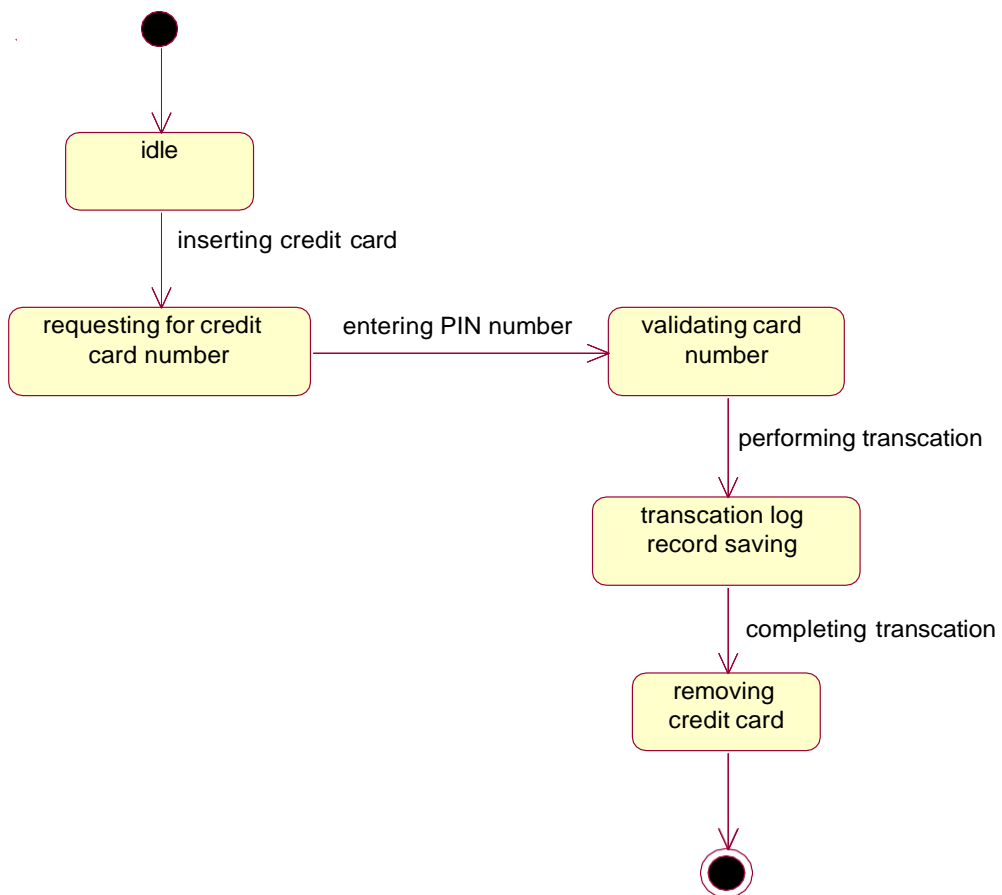 idle
inserting credit card
requesting for credit
card number
entering PIN number
validating card
number
performing transcation
transcation log
record saving
completing transcation
removing
credit card